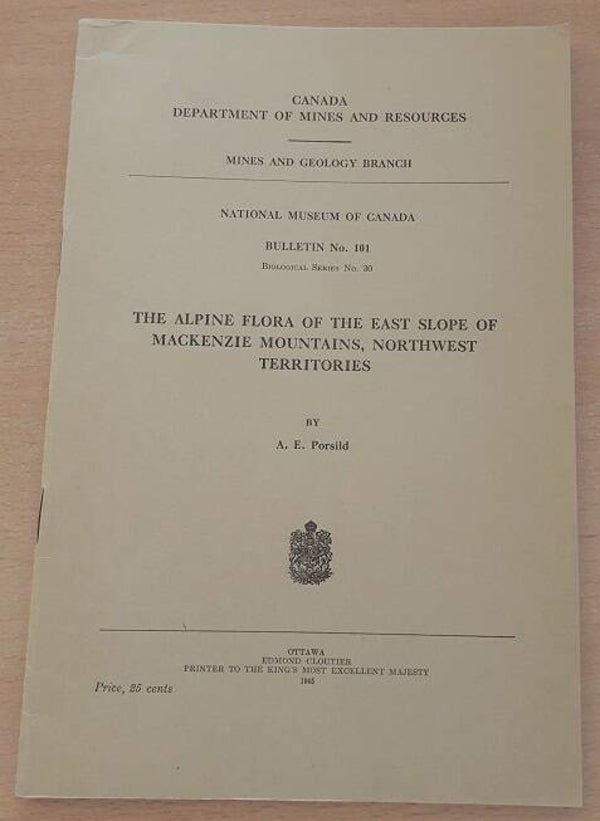 CANADA
DEPARTMENT OF MINES AND RESOURCES
MINES AND GEOLOGY BRANCH
NATIONAL MUSEUM OF CANADA
BULLETIN No. 101
Biological Series No. 30
THE ALPINE FLORA OF THE EAST SLOPE OF
MACKENZIE MOUNTAINS, NORTHWEST
TERRITORIES
BY
A. E. Porsild
OTTAWA
EDMOND CLOUTIER
PRINTER TO THE KING'S MOST EXCELLENT MAJESTY
1945
Price, 25 cents